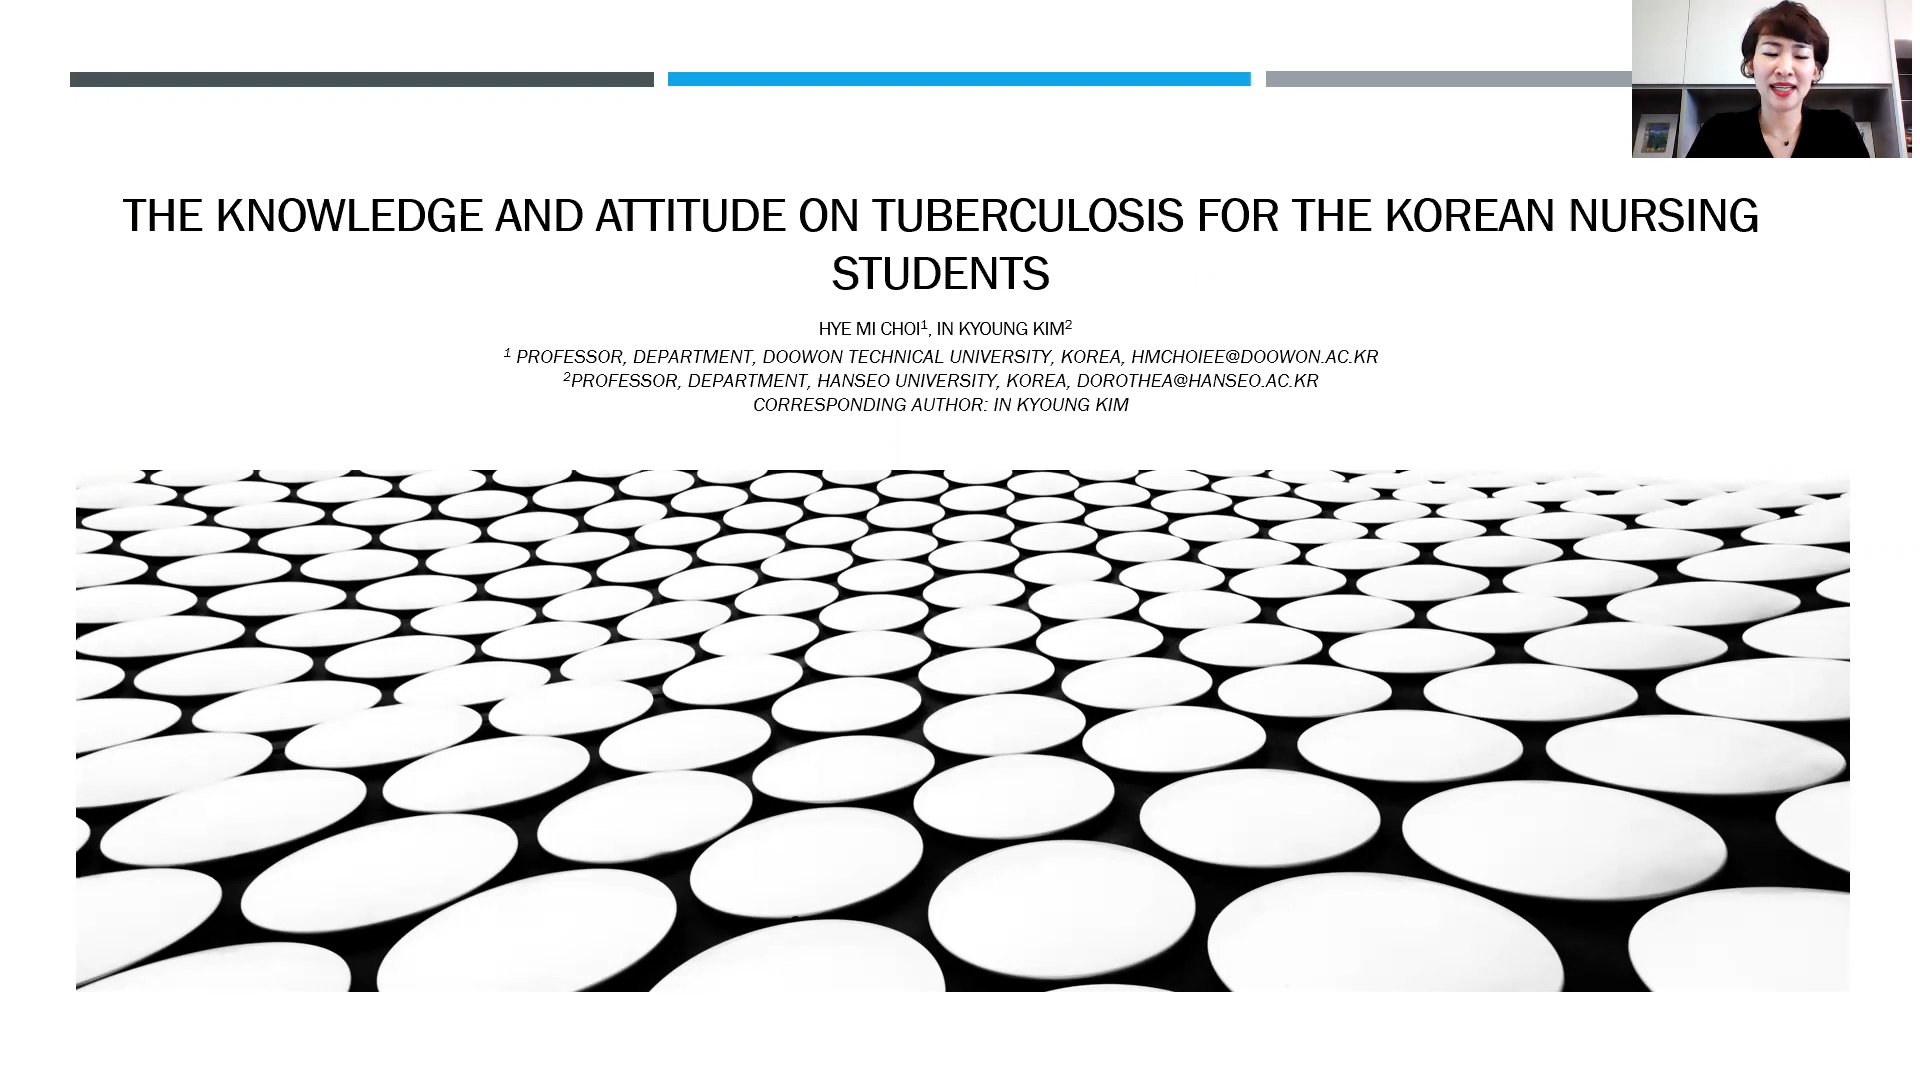 THE KNOWLEDGE AND ATTITUDE ON TUBERCULOSIS FOR THE KOREAN NURSING
STUDENTS
HYE MI CHOI¹, IN KYOUNG KIM²
¹ PROFESSOR, DEPARTMENT, DOOWON TECHNICAL UNIVERSITY, KOREA, HMCHOIEE@DOOWON.AC.KR
²PROFESSOR, DEPARTMENT, HANSEO UNIVERSITY, KOREA, DOROTHEA@HANSEO.AC.KR
CORRESPONDING AUTHOR: IN KYOUNG KIM